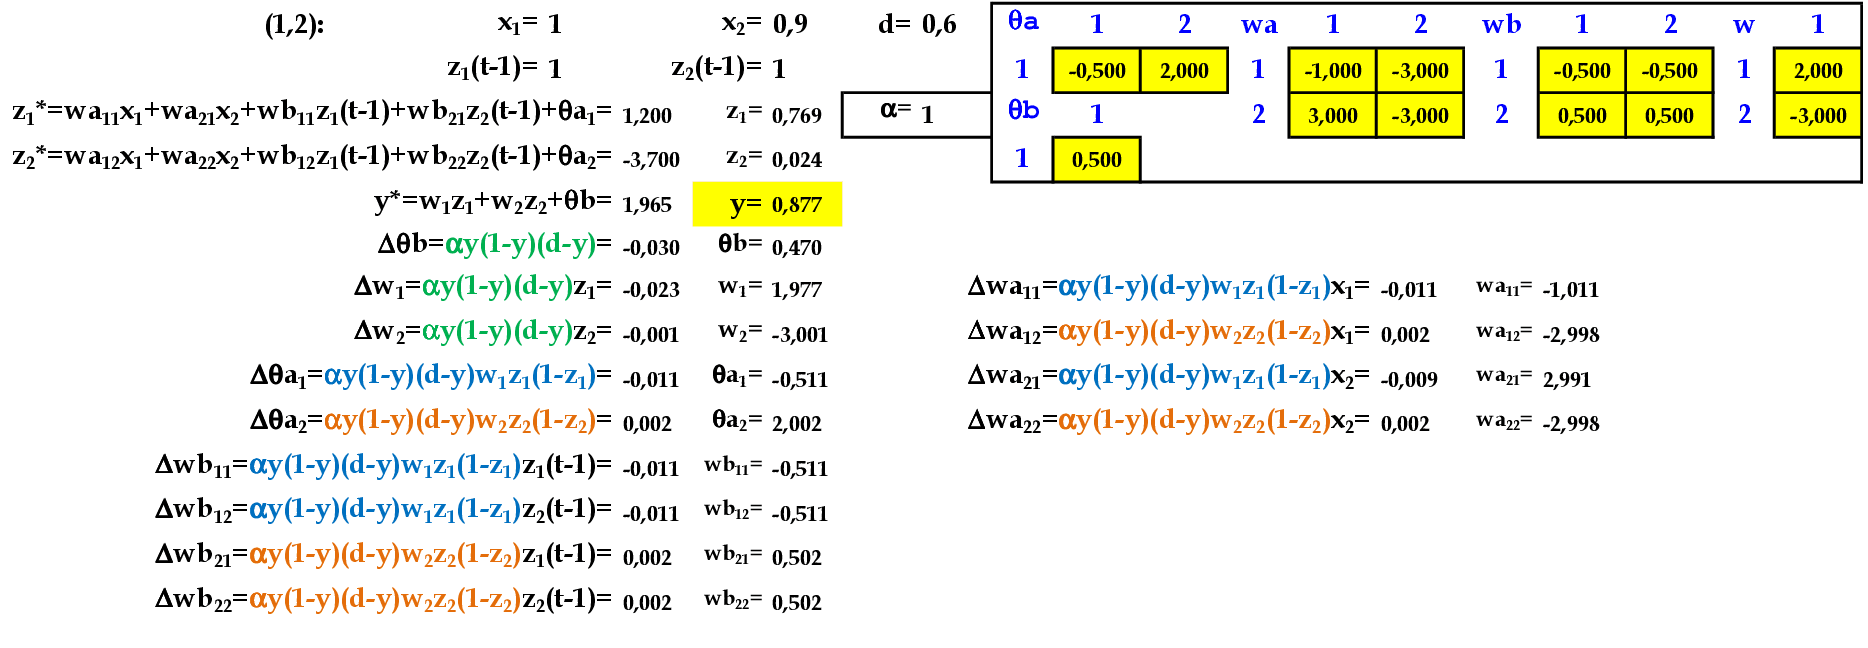 (1,2): x₁= 1 x₂= 0,9 d= 0,6 θa 1 2 wa 1 2 wb 1 2 w 1
z₁(t-1)= 1 z₂(t-1)= 1 1 -0,500 2,000 1 -1,000 -3,000 1 -0,500 -0,500 1 2,000
z₁*=wa₁₁x₁+wa₂₁x₂+wb₁₁z₁(t-1)+wb₂₁z₂(t-1)+θa₁= 1,200 z₁= 0,769 α= 1 θb 1 2 3,000 -3,000 2 0,500 0,500 2 -3,000
z₂*=wa₁₂x₁+wa₂₂x₂+wb₁₂z₁(t-1)+wb₂₂z₂(t-1)+θa₂= -3,700 z₂= 0,024 1 0,500
y*=w₁z₁+w₂z₂+θb= 1,965 y= 0,877
Δθb=αy(1-y)(d-y)= -0,030 θb= 0,470
Δw₁=αy(1-y)(d-y)z₁= -0,023 w₁= 1,977 Δwa₁₁=αy(1-y)(d-y)w₁z₁(1-z₁)x₁= -0,011 wa₁₁= -1,011
Δw₂=αy(1-y)(d-y)z₂= -0,001 w₂= -3,001 Δwa₁₂=αy(1-y)(d-y)w₂z₂(1-z₂)x₁= 0,002 wa₁₂= -2,998
Δθa₁=αy(1-y)(d-y)w₁z₁(1-z₁)= -0,011 θa₁= -0,511 Δwa₂₁=αy(1-y)(d-y)w₁z₁(1-z₁)x₂= -0,009 wa₂₁= 2,991
Δθa₂=αy(1-y)(d-y)w₂z₂(1-z₂)= 0,002 θa₂= 2,002 Δwa₂₂=αy(1-y)(d-y)w₂z₂(1-z₂)x₂= 0,002 wa₂₂= -2,998
Δwb₁₁=αy(1-y)(d-y)w₁z₁(1-z₁)z₁(t-1)= -0,011 wb₁₁= -0,511
Δwb₁₂=αy(1-y)(d-y)w₁z₁(1-z₁)z₂(t-1)= -0,011 wb₁₂= -0,511
Δwb₂₁=αy(1-y)(d-y)w₂z₂(1-z₂)z₁(t-1)= 0,002 wb₂₁= 0,502
Δwb₂₂=αy(1-y)(d-y)w₂z₂(1-z₂)z₂(t-1)= 0,002 wb₂₂= 0,502